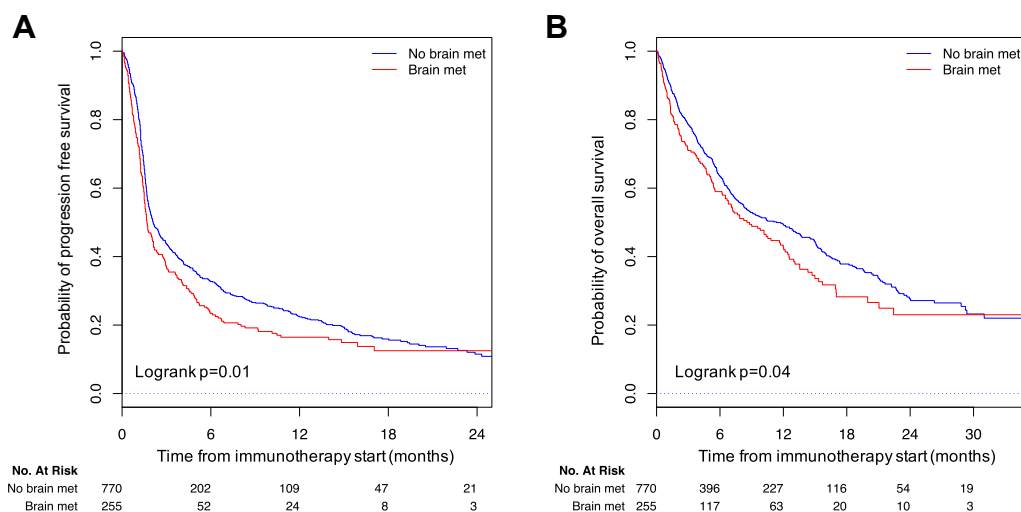 A
No brain met
Brain met
Probability of progression free survival
1.0
0.8
0.6
0.4
0.2
0.0
Logrank p=0.01
0 6 12 18 24
Time from immunotherapy start (months)
No. At Risk
No brain met 770 202 109 47 21
Brain met 255 52 24 8 3
B
No brain met
Brain met
Probability of overall survival
1.0
0.8
0.6
0.4
0.2
0.0
Logrank p=0.04
0 6 12 18 24 30
Time from immunotherapy start (months)
No. At Risk
No brain met 770 396 227 116 54 19
Brain met 255 117 63 20 10 3